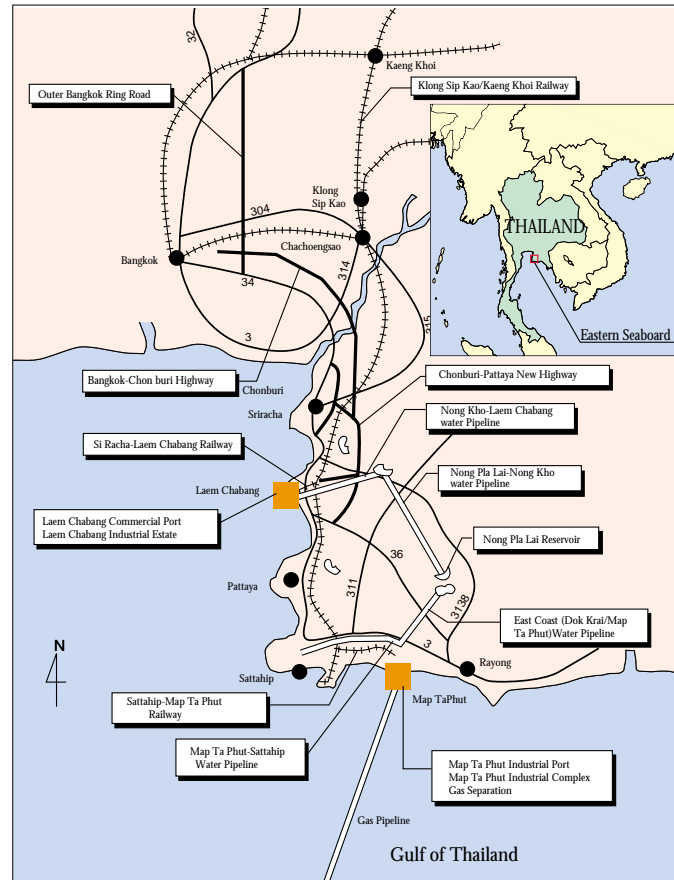 32
Kaeng Khoi
Outer Bangkok Ring Road
Klong Sip Kao/Kaeng Khoi Railway
Klong
Sip Kao
304
THAILAND
Chachoengsao
Bangkok
314
34
315
3
Eastern Seaboard
Bangkok-Chon buri Highway
Chonburi
Chonburi-Pattaya New Highway
Sriracha
Nong Kho-Laem Chabang
water Pipeline
Si Racha-Laem Chabang Railway
Laem Chabang
Nong Pla Lai-Nong Kho
water Pipeline
Laem Chabang Commercial Port
Laem Chabang Industrial Estate
Nong Pla Lai Reservoir
36
Pattaya
311
3138
East Coast (Dok Krai/Map
Ta Phut)Water Pipeline
N
3
Rayong
Sattahip
Map TaPhut
Sattahip-Map Ta Phut
Railway
Map Ta Phut-Sattahip
Water Pipeline
Map Ta Phut Industrial Port
Map Ta Phut Industrial Complex
Gas Separation
Gas Pipeline
Gulf of Thailand